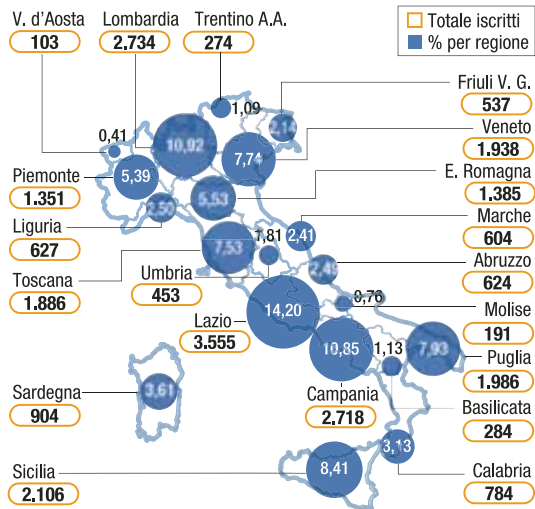 V. d'Aosta
103
Lombardia
2.734
Trentino A.A.
274
Totale iscritti
% per regione
Friuli V. G.
537
Veneto
1.938
E. Romagna
1.385
Marche
604
Abruzzo
624
Molise
191
Puglia
1.986
Basilicata
284
Calabria
784
Piemonte
1.351
Liguria
627
Toscana
1.886
Umbria
453
Lazio
3.555
Campania
2.718
Sardegna
904
Sicilia
2.106
0,41
10,92
1,09
2,14
5,39
7,74
2,50
5,53
7,53
1,81
2,41
2,49
0,76
14,20
10,85
1,13
7,93
3,61
8,41
3,13